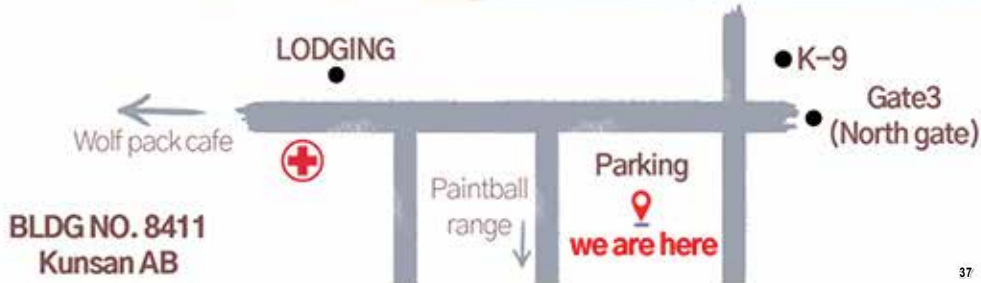 LODGING
K-9
Gate3
(North gate)
Wolf pack cafe
Parking
we are here
Paintball
range
BLDG NO. 8411
Kunsan AB
37